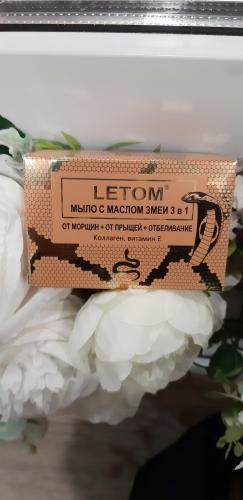 LETOM®
МЫЛО С МАСЛОМ ЗМЕИ 3 в 1
ОТ МОРЩИН + ОТ ПРЫЩЕЙ + ОТБЕЛИВАНИЕ
Коллаген, витамин Е